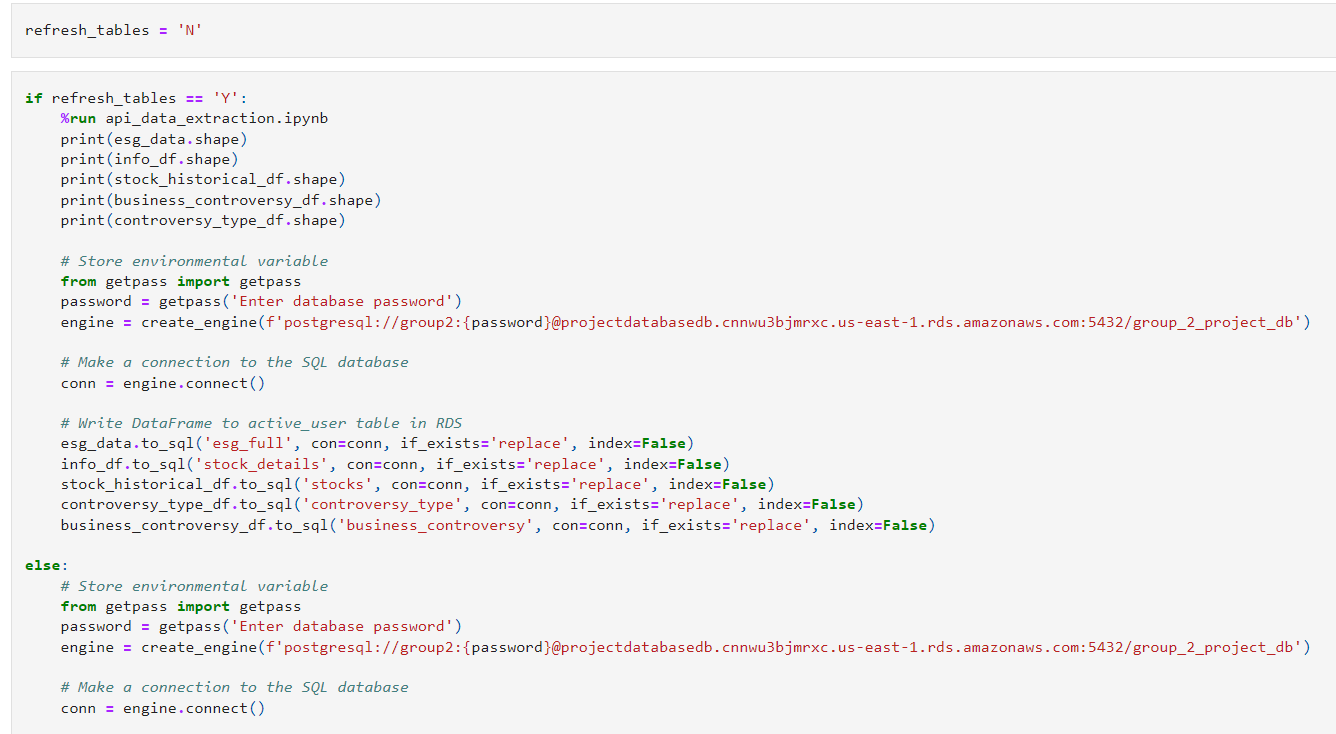 refresh_tables = 'N'
if refresh_tables == 'Y':
    %run api_data_extraction.ipynb
    print(esg_data.shape)
    print(info_df.shape)
    print(stock_historical_df.shape)
    print(business_controversy_df.shape)
    print(controversy_type_df.shape)

    # Store environmental variable
    from getpass import getpass
    password = getpass('Enter database password')
    engine = create_engine(f'postgresql://group2:{password}@projectdatabasedb.cnnwu3bjmrxc.us-east-1.rds.amazonaws.com:5432/group_2_project_db')

    # Make a connection to the SQL database
    conn = engine.connect()

    # Write DataFrame to active_user table in RDS
    esg_data.to_sql('esg_full', con=conn, if_exists='replace', index=False)
    info_df.to_sql('stock_details', con=conn, if_exists='replace', index=False)
    stock_historical_df.to_sql('stocks', con=conn, if_exists='replace', index=False)
    controversy_type_df.to_sql('controversy_type', con=conn, if_exists='replace', index=False)
    business_controversy_df.to_sql('business_controversy', con=conn, if_exists='replace', index=False)

else:
    # Store environmental variable
    from getpass import getpass
    password = getpass('Enter database password')
    engine = create_engine(f'postgresql://group2:{password}@projectdatabasedb.cnnwu3bjmrxc.us-east-1.rds.amazonaws.com:5432/group_2_project_db')

    # Make a connection to the SQL database
    conn = engine.connect()